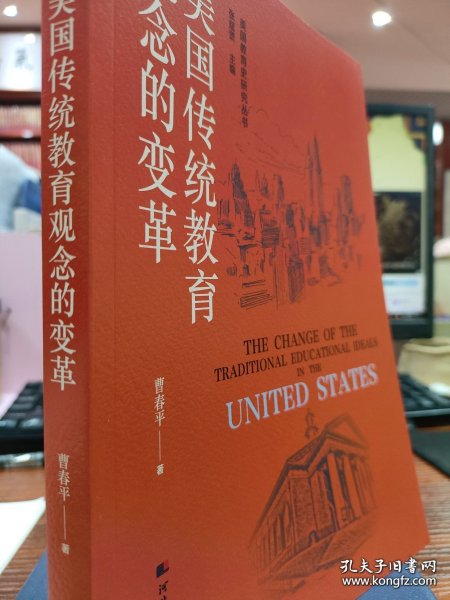 美国教育史研究丛书
张斌贤 主编
美国传统教育
观念的变革
THE CHANGE OF THE
TRADITIONAL EDUCATIONAL IDEALS
IN THE
UNITED STATES
曹春平 著
美国传统教育观念的变革
曹春平 著
河
孔夫子旧书网
www.kongfz.com